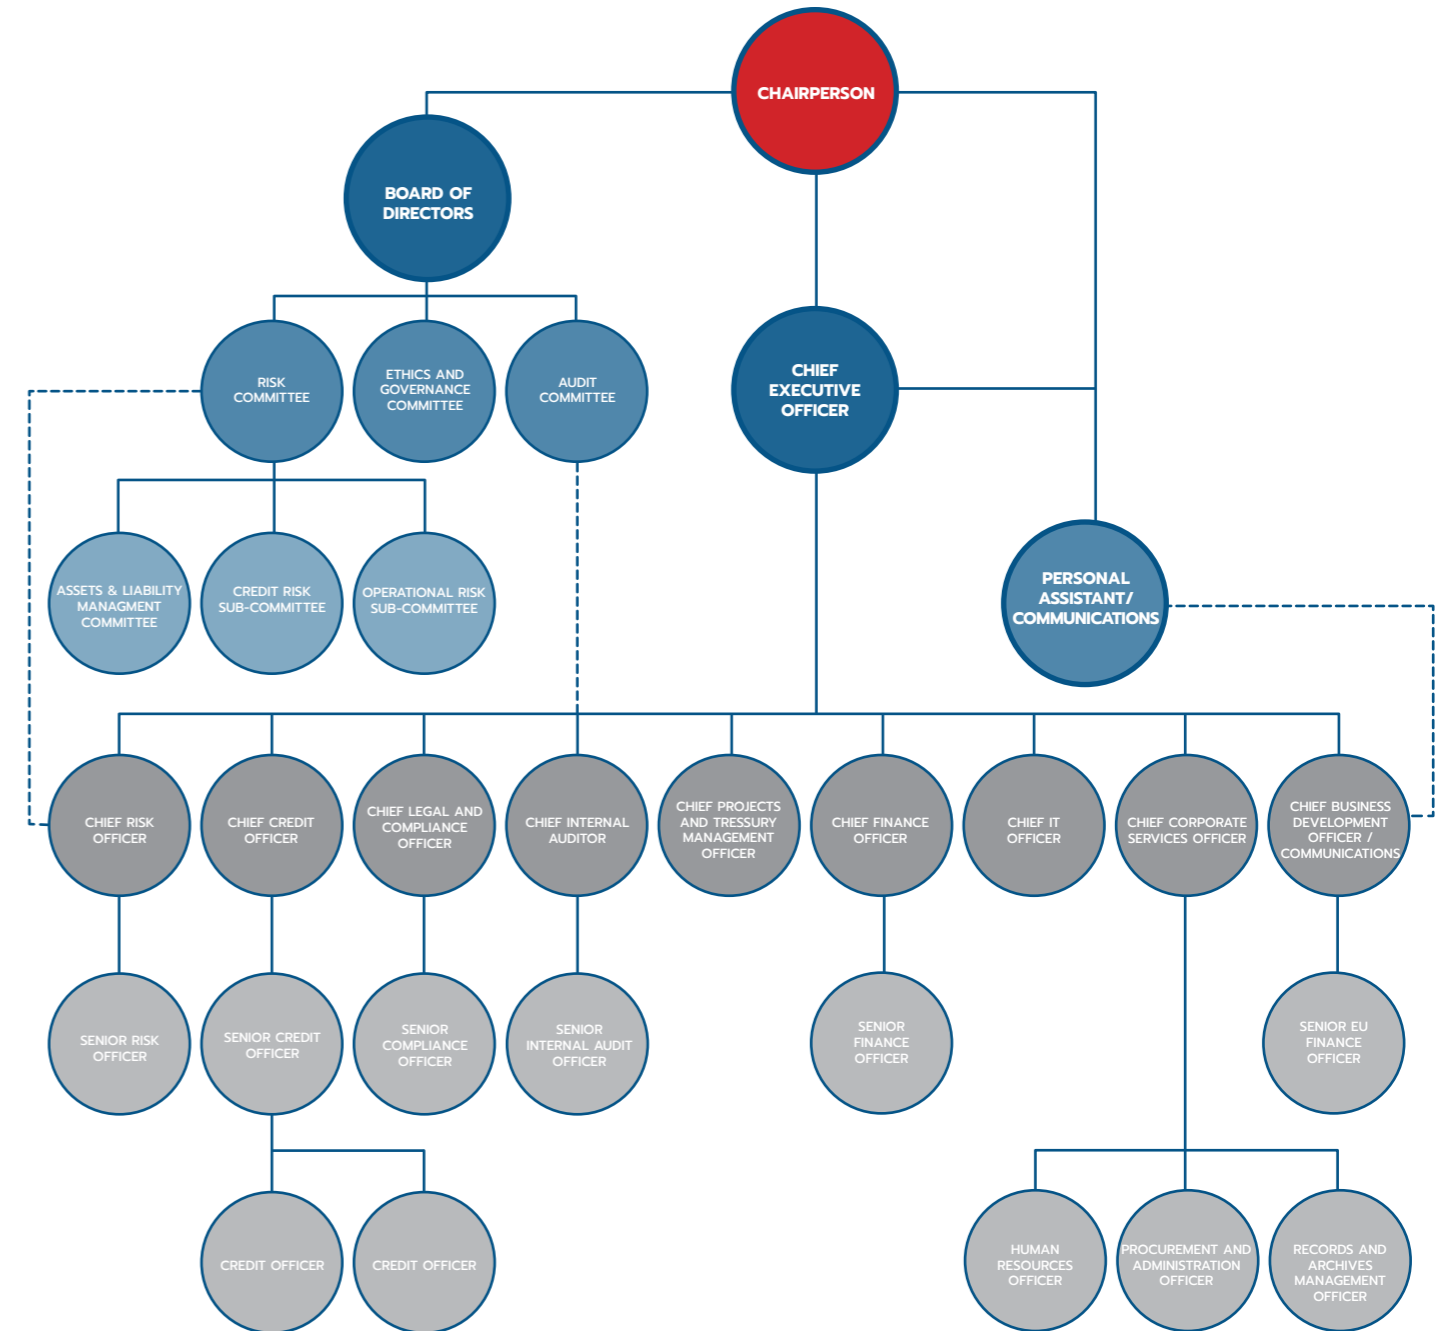 CHAIRPERSON
BOARD OF
DIRECTORS
RISK
COMMITTEE
ETHICS AND
GOVERNANCE
COMMITTEE
AUDIT
COMMITTEE
CHIEF
EXECUTIVE
OFFICER
ASSETS & LIABILITY
MANAGMENT
COMMITTEE
CREDIT RISK
SUB-COMMITTEE
OPERATIONAL RISK
SUB-COMMITTEE
PERSONAL
ASSISTANT/
COMMUNICATIONS
CHIEF RISK
OFFICER
CHIEF CREDIT
OFFICER
CHIEF LEGAL AND
COMPLIANCE
OFFICER
CHIEF INTERNAL
AUDITOR
CHIEF PROJECTS
AND TRESSURY
MANAGEMENT
OFFICER
CHIEF FINANCE
OFFICER
CHIEF IT
OFFICER
CHIEF CORPORATE
SERVICES OFFICER
CHIEF BUSINESS
DEVELOPMENT
OFFICER /
COMMUNICATIONS
SENIOR RISK
OFFICER
SENIOR CREDIT
OFFICER
SENIOR
COMPLIANCE
OFFICER
SENIOR
INTERNAL AUDIT
OFFICER
SENIOR
FINANCE
OFFICER
SENIOR EU
FINANCE
OFFICER
CREDIT OFFICER
CREDIT OFFICER
HUMAN
RESOURCES
OFFICER
PROCUREMENT AND
ADMINISTRATION
OFFICER
RECORDS AND
ARCHIVES
MANAGEMENT
OFFICER